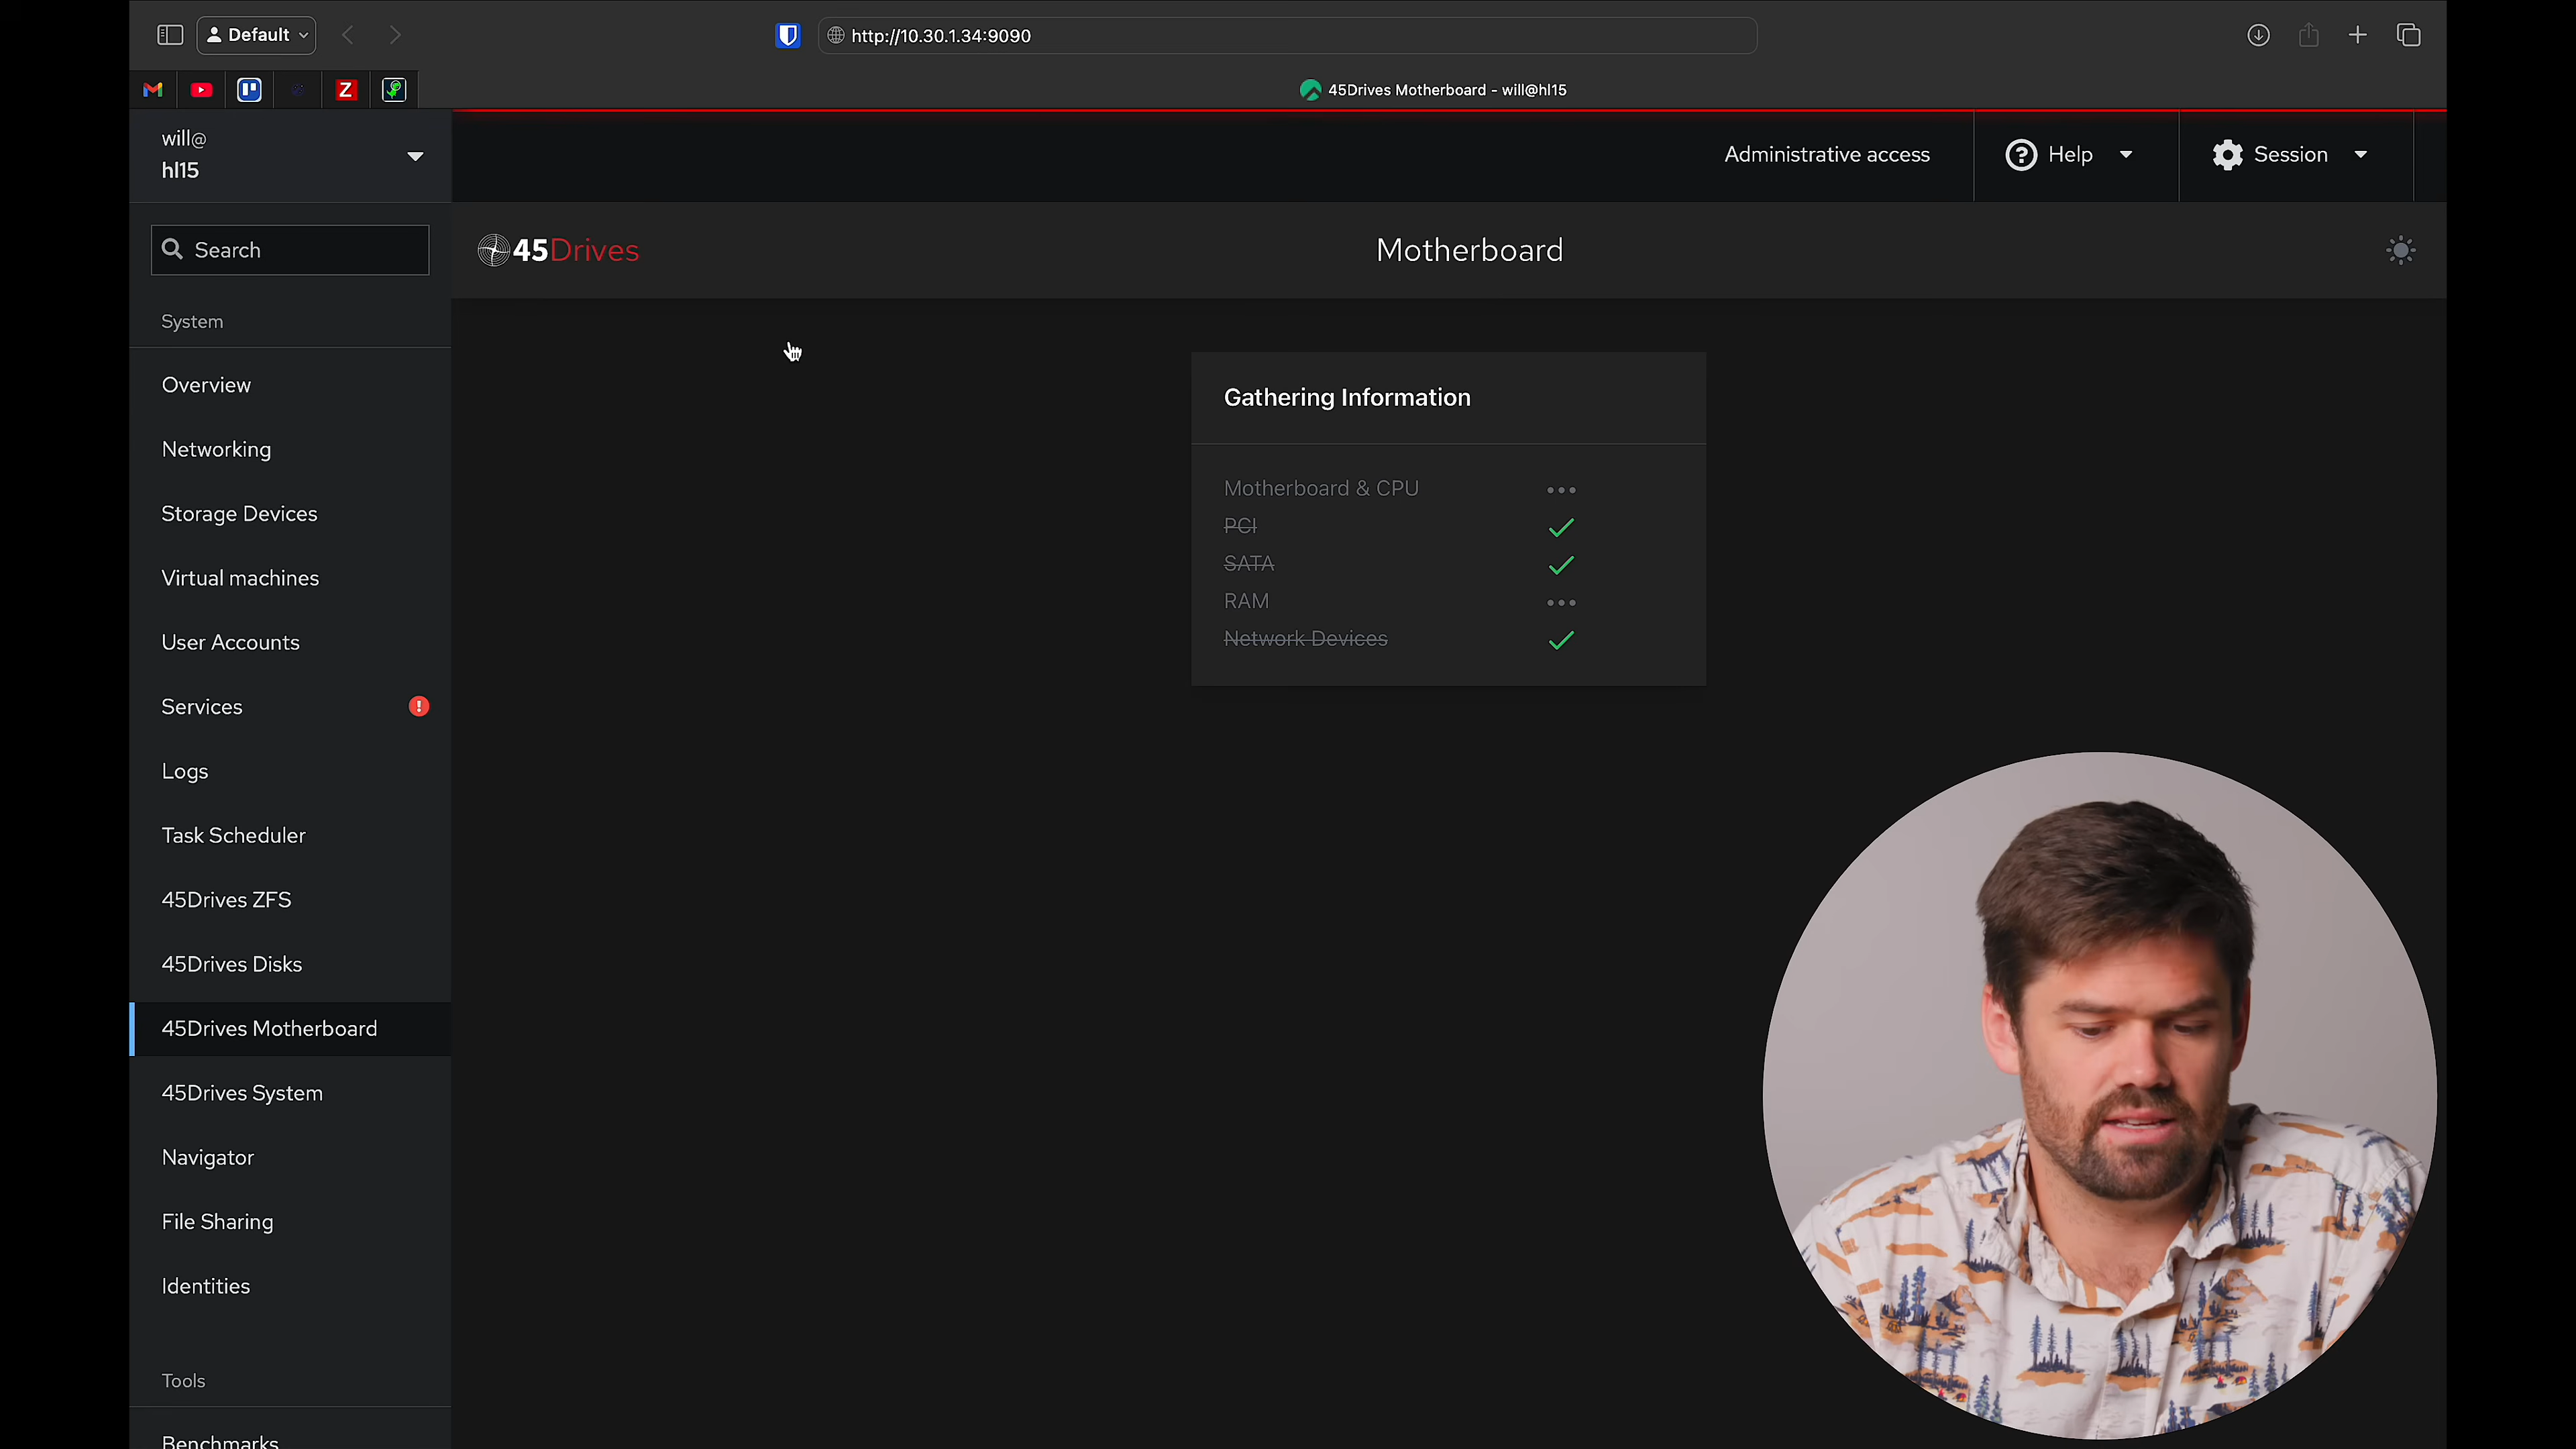 Default
http://10.30.1.34:9090
Z
45Drives Motherboard - will@hl15
will@
hl15
Administrative access
Help
Session
Search
45Drives
Motherboard
System
Overview
Networking
Storage Devices
Virtual machines
User Accounts
Services
Logs
Task Scheduler
45Drives ZFS
45Drives Disks
45Drives Motherboard
45Drives System
Navigator
File Sharing
Identities
Tools
Benchmarks
Gathering Information
Motherboard & CPU
PCI
SATA
RAM
Network Devices